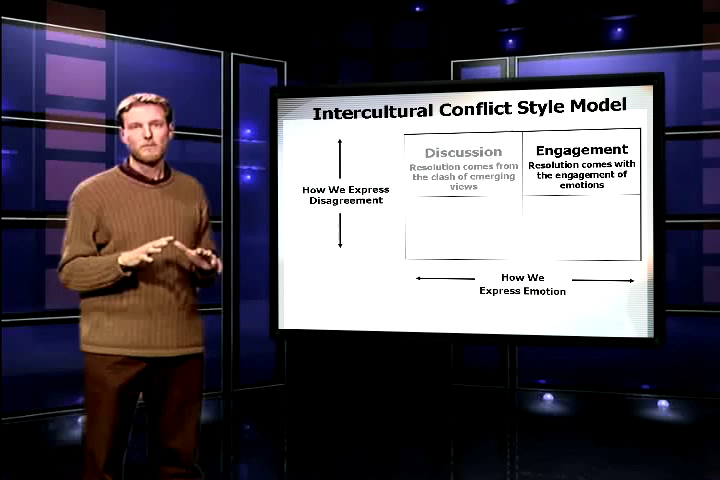 Intercultural Conflict Style Model
How We Express
Disagreement
Discussion
Resolution comes from
the clash of emerging
views
Engagement
Resolution comes with
the engagement of
emotions
How We
Express Emotion